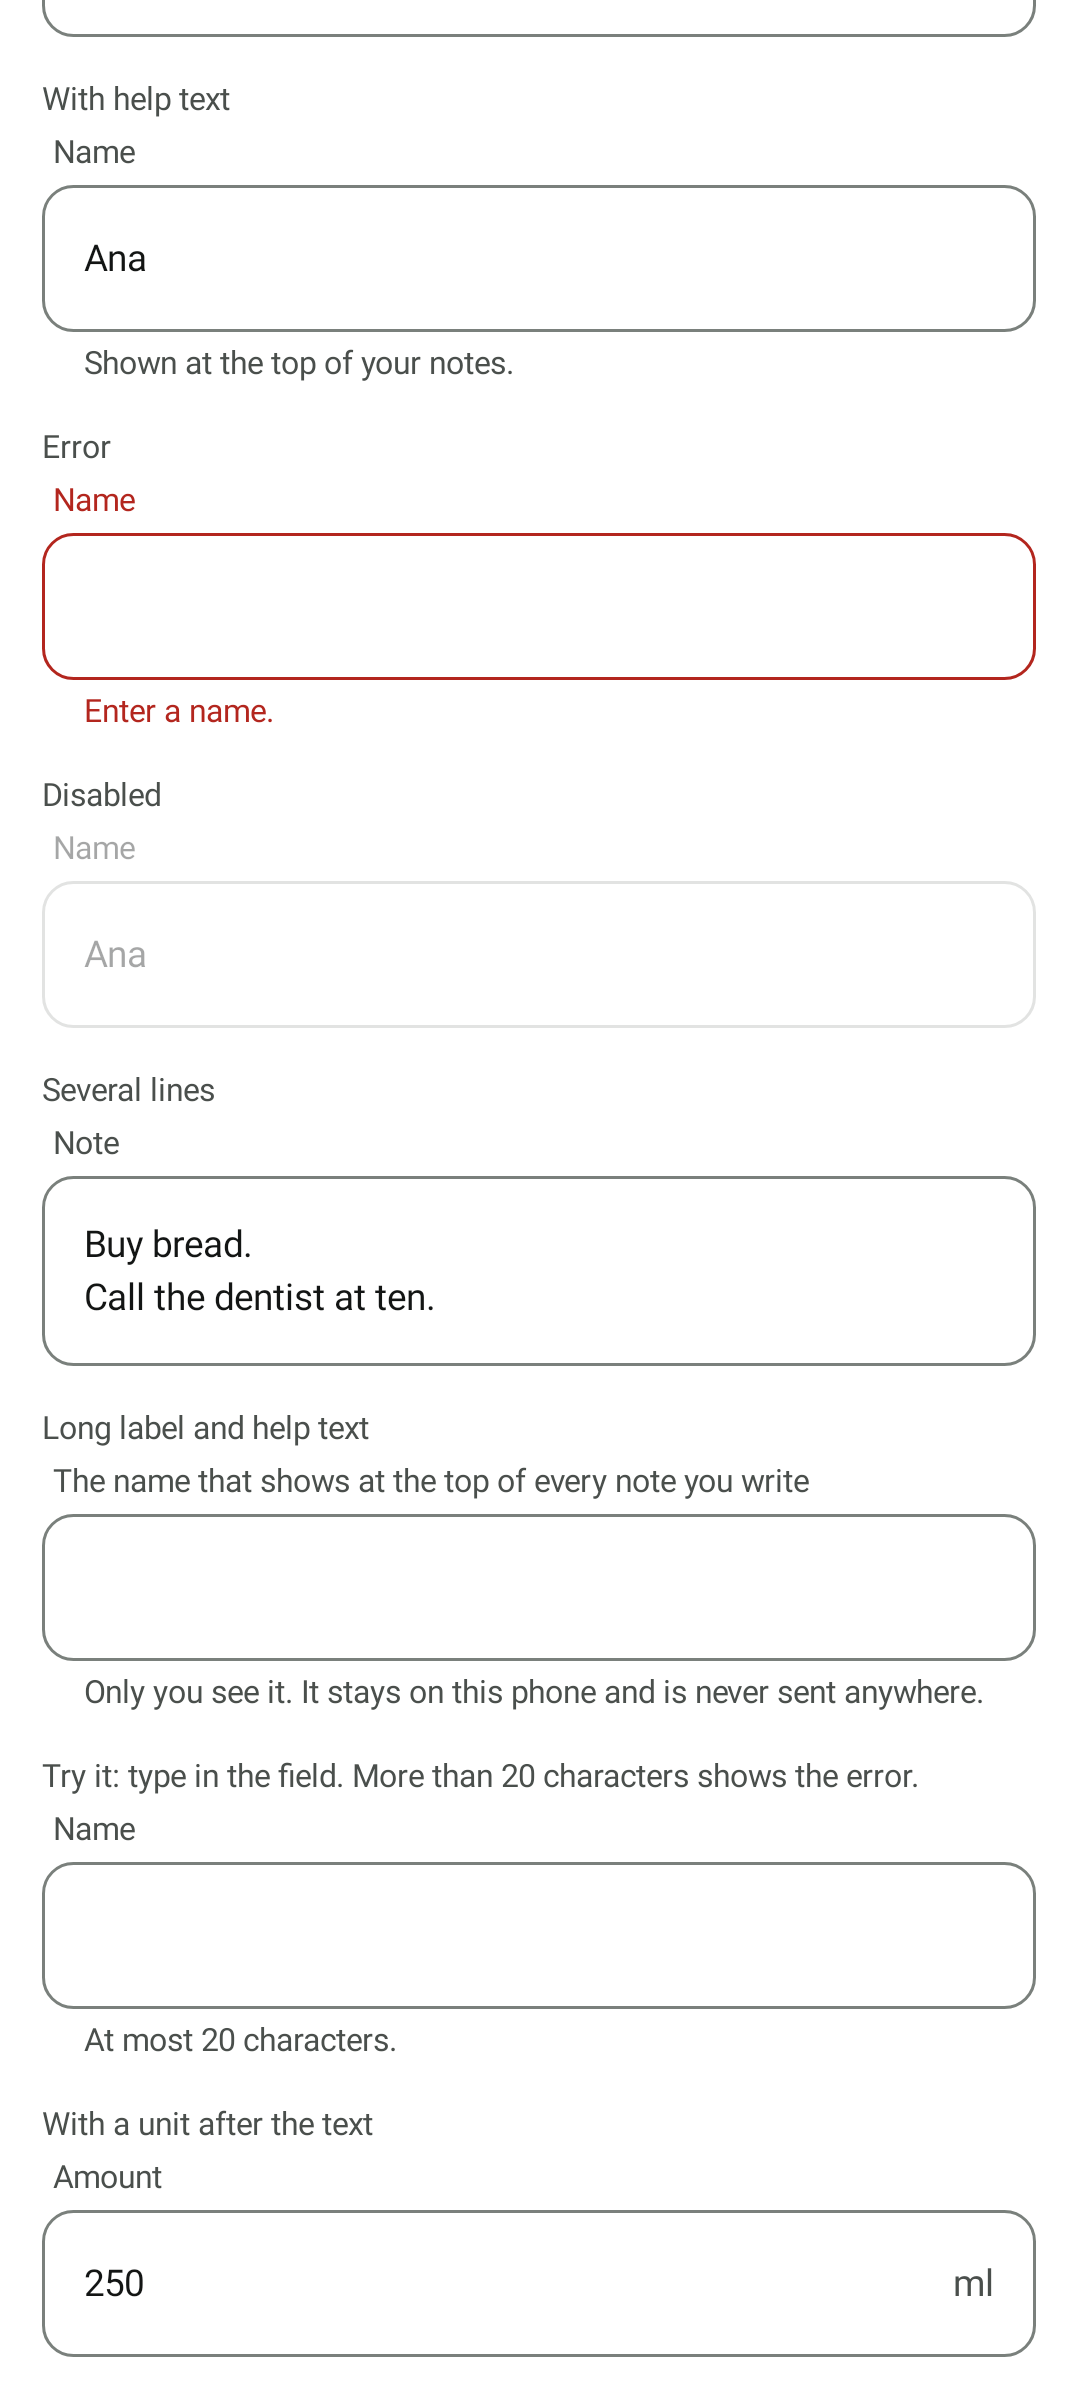 With help text
Name
Ana
Shown at the top of your notes.
Error
Name
Enter a name.
Disabled
Name
Ana
Several lines
Note
Buy bread.
Call the dentist at ten.
Long label and help text
The name that shows at the top of every note you write
Only you see it. It stays on this phone and is never sent anywhere.
Try it: type in the field. More than 20 characters shows the error.
Name
At most 20 characters.
With a unit after the text
Amount
250 ml